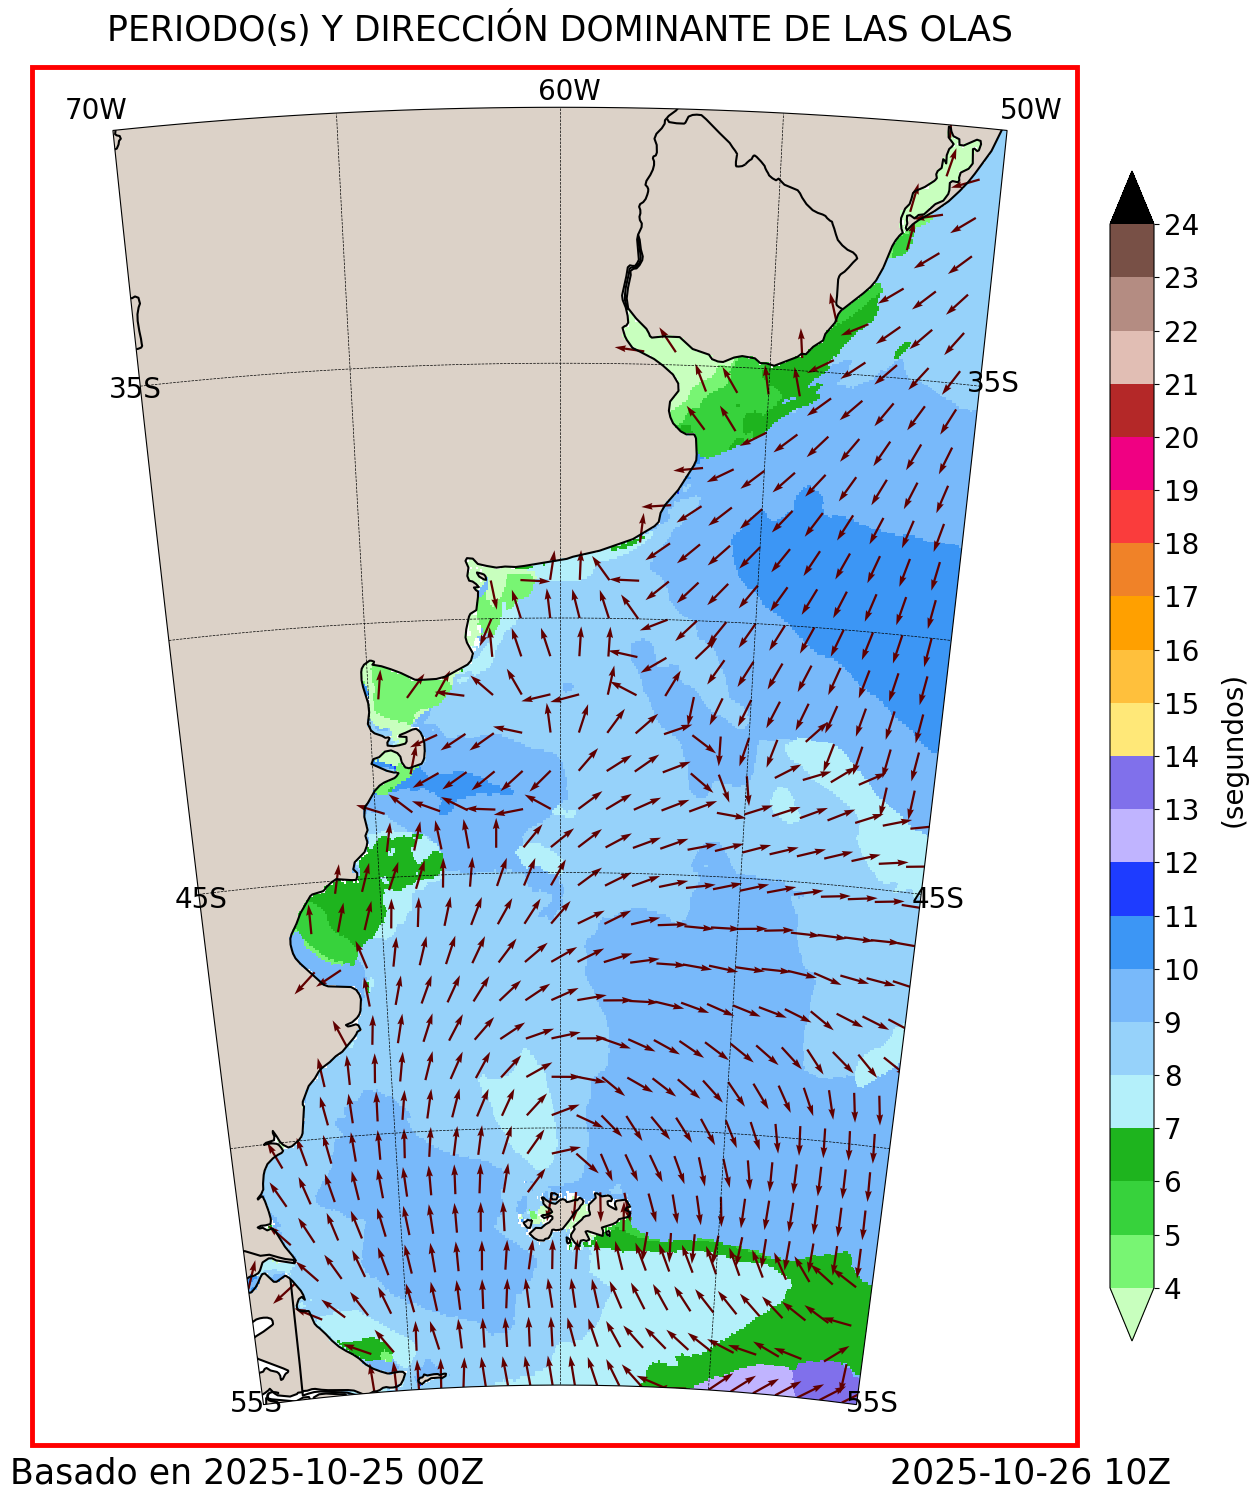 PERIODO(s) Y DIRECCIÓN DOMINANTE DE LAS OLAS
70W
60W
50W
35S
35S
45S
45S
55S
55S
24
23
22
21
20
19
18
17
16
15
14
13
12
11
10
9
8
7
6
5
4
(segundos)
Basado en 2025-10-25 00Z
2025-10-26 10Z